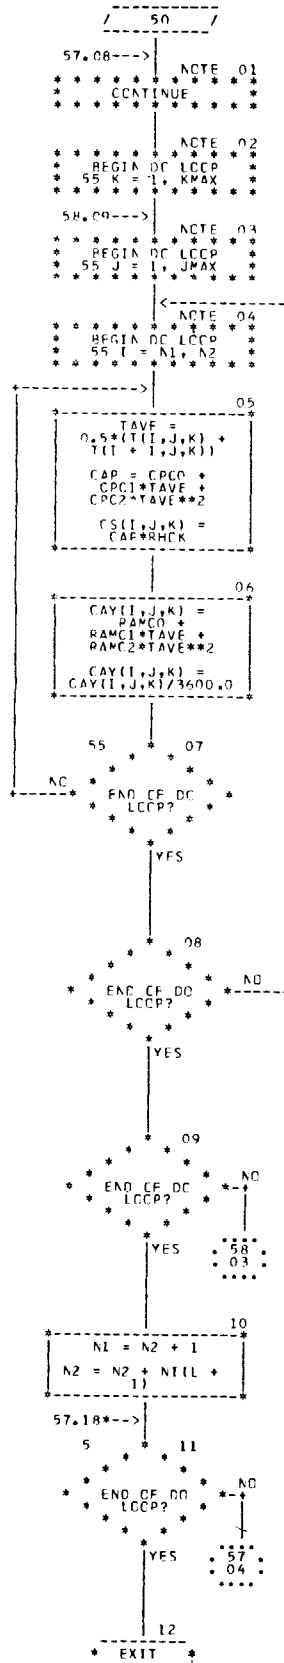 / 50 /
57.08--->
NOTE 01
CONTINUE
NOTE 02
BEGIN DO LOOP
55 K = 1, KMAX
58.09--->
NOTE 03
BEGIN DO LOOP
55 J = 1, JMAX
NOTE 04
BEGIN DO LOOP
55 I = N1, N2
05
TAVE =
0.5*(T(I,J,K) +
T(I + 1,J,K))
CAP = CPC0 +
CPC1*TAVE +
CPC2*TAVE**2
CS(I,J,K) =
CAP*RHCK
06
CAY(I,J,K) =
RAMC0 +
RAMC1*TAVE +
RAMC2*TAVE**2
CAY(I,J,K) =
CAY(I,J,K)/3600.0
55 07
NO
END OF DO
LOOP?
YES
08
END OF DO
LOOP?
NO
YES
09
END OF DO
LOOP?
NO
YES
58
03
10
N1 = N2 + 1
N2 = N2 + NT(L +
1)
57.18*-->
5 11
END OF DO
LOOP?
NO
YES
57
04
12
* EXIT *